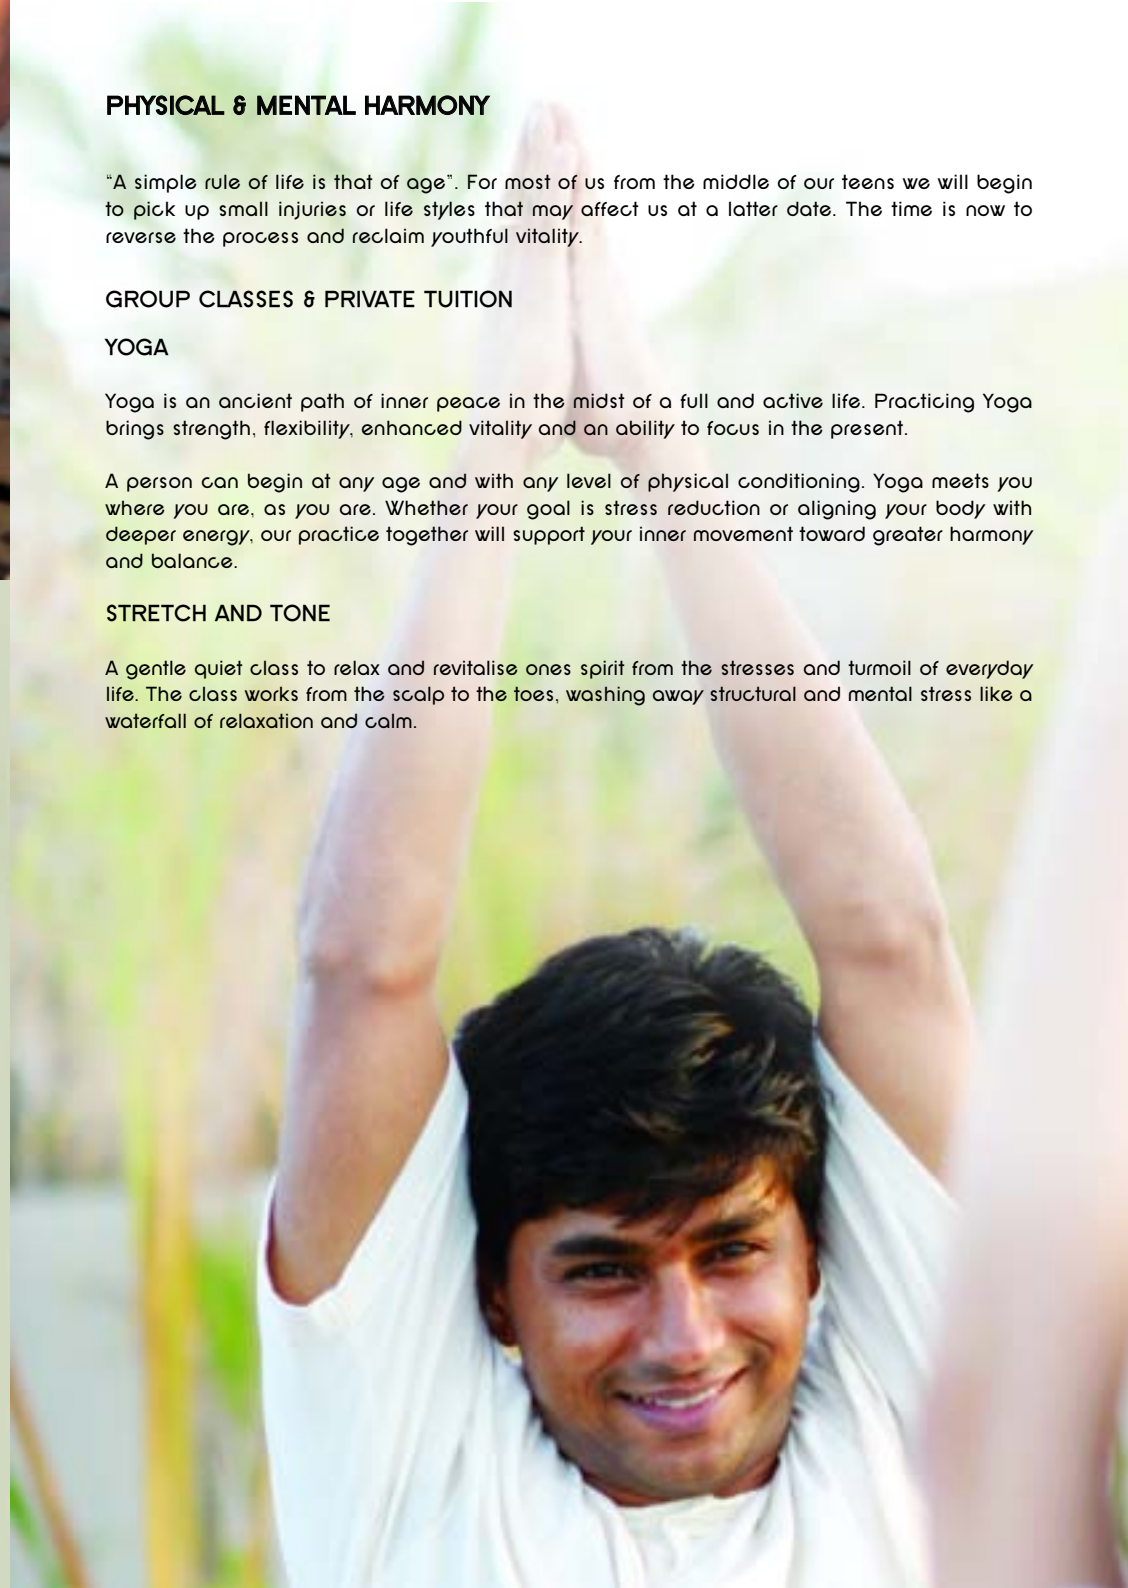 PHYSICAL & MENTAL HARMONY
“A simple rule of life is that of age”. For most of us from the middle of our teens we will begin
to pick up small injuries or life styles that may affect us at a latter date. The time is now to
reverse the process and reclaim youthful vitality.
GROUP CLASSES & PRIVATE TUITION
YOGA
Yoga is an ancient path of inner peace in the midst of a full and active life. Practicing Yoga
brings strength, flexibility, enhanced vitality and an ability to focus in the present.
A person can begin at any age and with any level of physical conditioning. Yoga meets you
where you are, as you are. Whether your goal is stress reduction or aligning your body with
deeper energy, our practice together will support your inner movement toward greater harmony
and balance.
STRETCH AND TONE
A gentle quiet class to relax and revitalise ones spirit from the stresses and turmoil of everyday
life. The class works from the scalp to the toes, washing away structural and mental stress like a
waterfall of relaxation and calm.